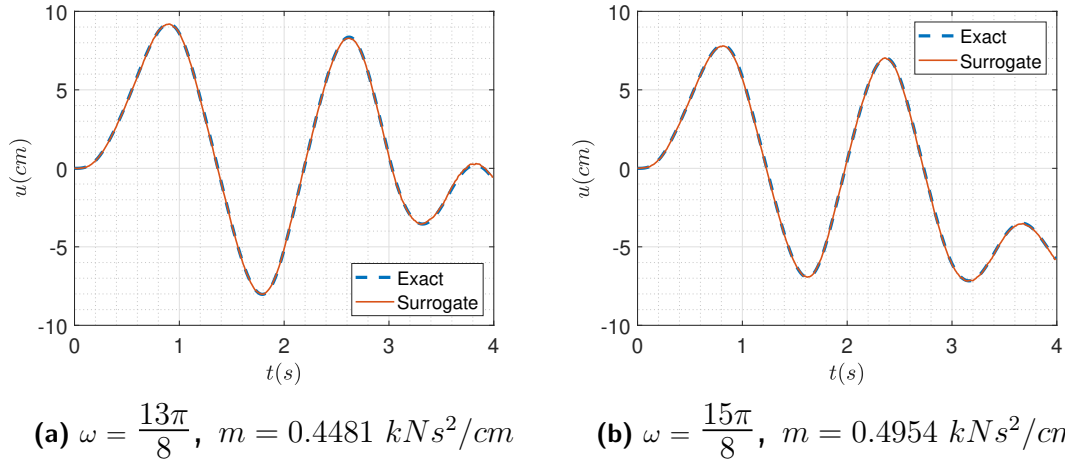 10
5
0
-5
-10
u(cm)
0 1 2 3 4
t(s)
Exact
Surrogate
(a) ω = 13π/8, m = 0.4481 kNs²/cm
10
5
0
-5
-10
u(cm)
0 1 2 3 4
t(s)
Exact
Surrogate
(b) ω = 15π/8, m = 0.4954 kNs²/cm